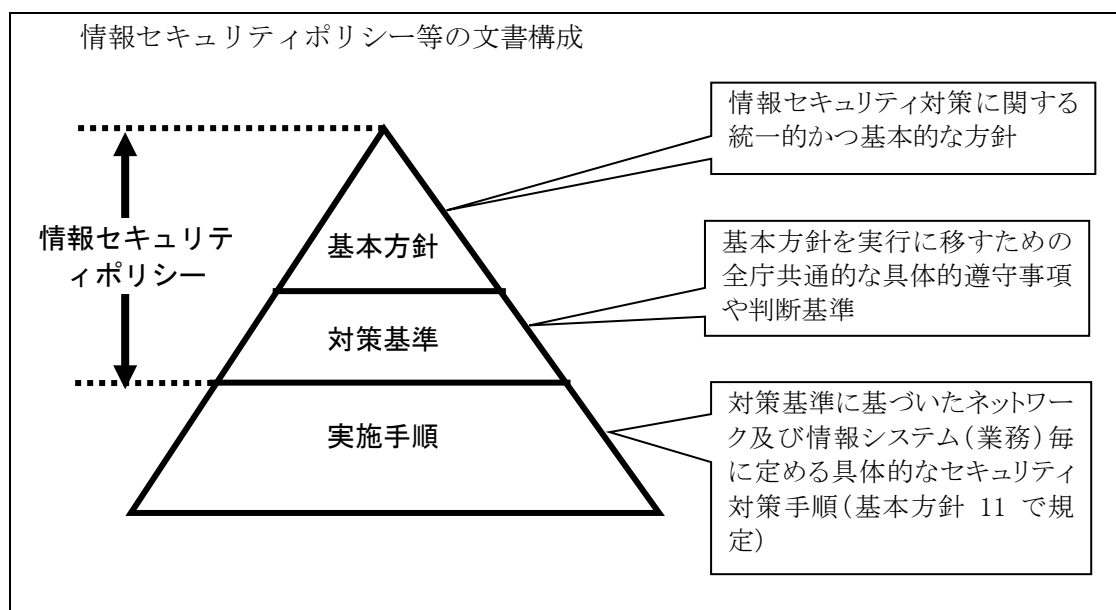 情報セキュリティポリシー等の文書構成
情報セキュリティ対策に関する
統一的かつ基本的な方針
情報セキュリテ
ィポリシー
基本方針
基本方針を実行に移すための
全庁共通的な具体的遵守事項
や判断基準
対策基準
実施手順
対策基準に基づいたネットワー
ク及び情報システム(業務)毎
に定める具体的なセキュリティ
対策手順(基本方針 11 で規
定)